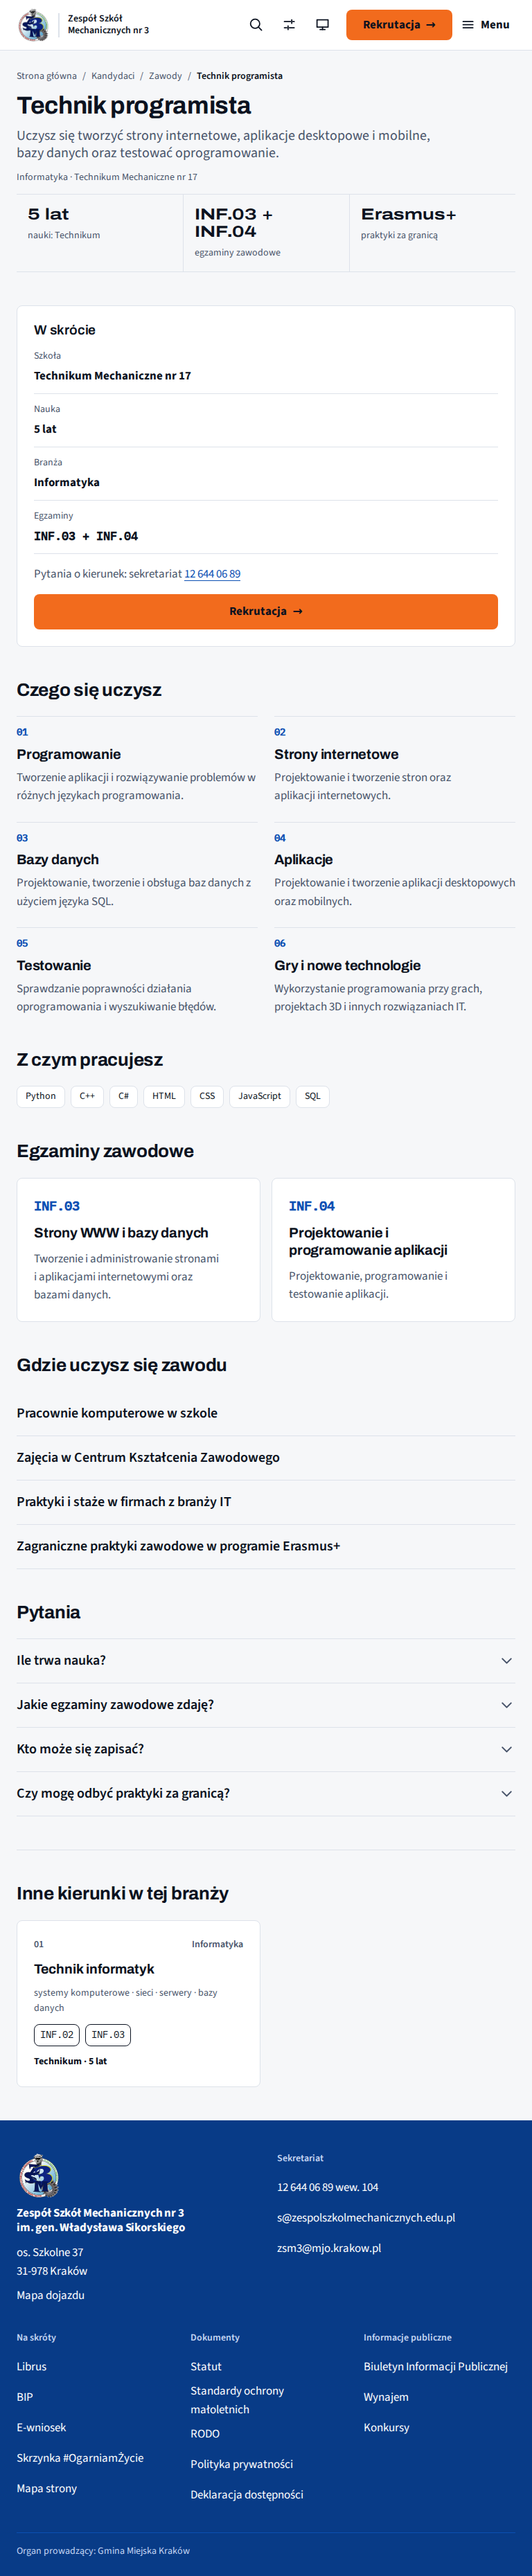 Zespół Szkół
Mechanicznych nr 3
Rekrutacja →
Menu
Strona główna / Kandydaci / Zawody / Technik programista
Technik programista
Uczysz się tworzyć strony internetowe, aplikacje desktopowe i mobilne,
bazy danych oraz testować oprogramowanie.
Informatyka · Technikum Mechaniczne nr 17
5 lat
nauki: Technikum
INF.03 +
INF.04
egzaminy zawodowe
Erasmus+
praktyki za granicą
W skrócie
Szkoła
Technikum Mechaniczne nr 17
Nauka
5 lat
Branża
Informatyka
Egzaminy
INF.03 + INF.04
Pytania o kierunek: sekretariat 12 644 06 89
Rekrutacja →
Czego się uczysz
01
Programowanie
Tworzenie aplikacji i rozwiązywanie problemów w
różnych językach programowania.
02
Strony internetowe
Projektowanie i tworzenie stron oraz
aplikacji internetowych.
03
Bazy danych
Projektowanie, tworzenie i obsługa baz danych z
użyciem języka SQL.
04
Aplikacje
Projektowanie i tworzenie aplikacji desktopowych
oraz mobilnych.
05
Testowanie
Sprawdzanie poprawności działania
oprogramowania i wyszukiwanie błędów.
06
Gry i nowe technologie
Wykorzystanie programowania przy grach,
projektach 3D i innych rozwiązaniach IT.
Z czym pracujesz
Python
C++
C#
HTML
CSS
JavaScript
SQL
Egzaminy zawodowe
INF.03
Strony WWW i bazy danych
Tworzenie i administrowanie stronami
i aplikacjami internetowymi oraz
bazami danych.
INF.04
Projektowanie i
programowanie aplikacji
Projektowanie, programowanie i
testowanie aplikacji.
Gdzie uczysz się zawodu
Pracownie komputerowe w szkole
Zajęcia w Centrum Kształcenia Zawodowego
Praktyki i staże w firmach z branży IT
Zagraniczne praktyki zawodowe w programie Erasmus+
Pytania
Ile trwa nauka?
Jakie egzaminy zawodowe zdaję?
Kto może się zapisać?
Czy mogę odbyć praktyki za granicą?
Inne kierunki w tej branży
01
Informatyka
Technik informatyk
systemy komputerowe · sieci · serwery · bazy
danych
INF.02
INF.03
Technikum · 5 lat
Zespół Szkół Mechanicznych nr 3
im. gen. Władysława Sikorskiego
os. Szkolne 37
31-978 Kraków
Mapa dojazdu
Sekretariat
12 644 06 89 wew. 104
s@zespolszkolmechanicznych.edu.pl
zsm3@mjo.krakow.pl
Na skróty
Librus
BIP
E-wniosek
Skrzynka #OgarniamŻycie
Mapa strony
Dokumenty
Statut
Standardy ochrony
małoletnich
RODO
Polityka prywatności
Deklaracja dostępności
Informacje publiczne
Biuletyn Informacji Publicznej
Wynajem
Konkursy
Organ prowadzący: Gmina Miejska Kraków